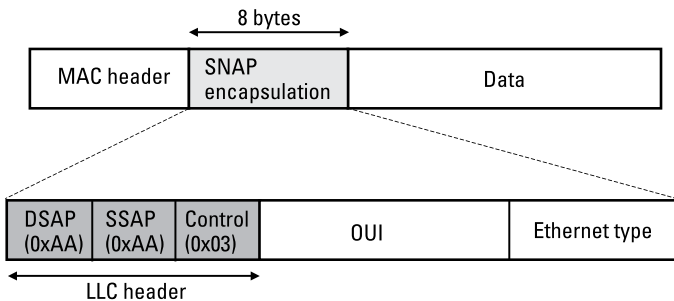 8 bytes
MAC header
SNAP
encapsulation
Data
DSAP
(0xAA)
SSAP
(0xAA)
Control
(0x03)
OUI
Ethernet type
LLC header